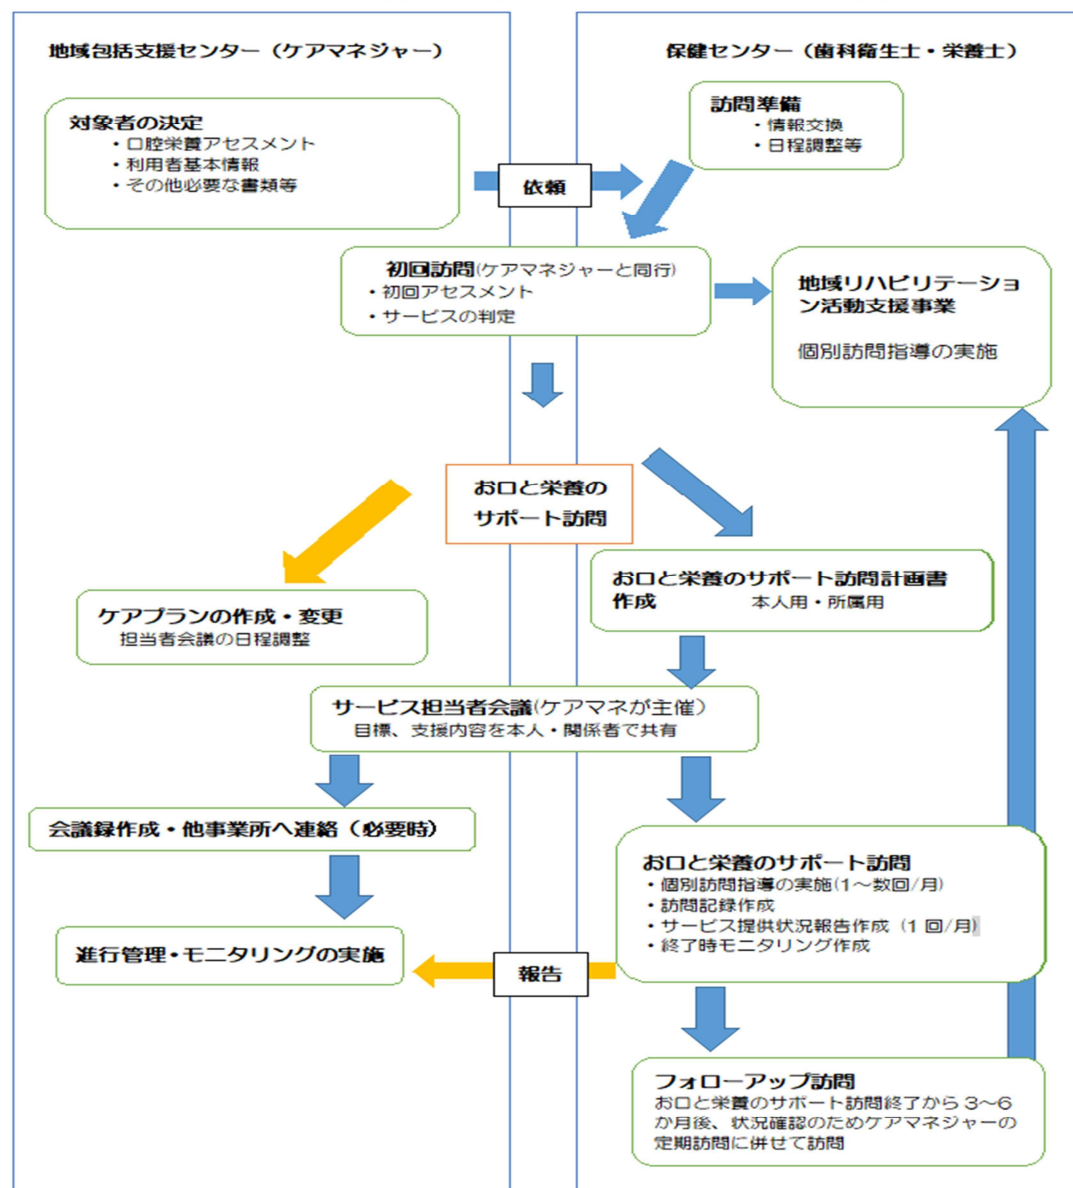 地域包括支援センター（ケアマネジャー）
保健センター（歯科衛生士・栄養士）
対象者の決定
・口腔栄養アセスメント
・利用者基本情報
・その他必要な書類等
訪問準備
・情報交換
・日程調整等
依頼
初回訪問(ケアマネジャーと同行)
・初回アセスメント
・サービスの判定
地域リハビリテーショ
ン活動支援事業
個別訪問指導の実施
お口と栄養の
サポート訪問
ケアプランの作成・変更
担当者会議の日程調整
お口と栄養のサポート訪問計画書
作成　本人用・所属用
サービス担当者会議(ケアマネが主催）
目標、支援内容を本人・関係者で共有
会議録作成・他事業所へ連絡（必要時）
進行管理・モニタリングの実施
お口と栄養のサポート訪問
・個別訪問指導の実施(1～数回/月)
・訪問記録作成
・サービス提供状況報告作成（1 回/月)
・終了時モニタリング作成
報告
フォローアップ訪問
お口と栄養のサポート訪問終了から 3～6
か月後、状況確認のためケアマネジャーの
定期訪問に併せて訪問